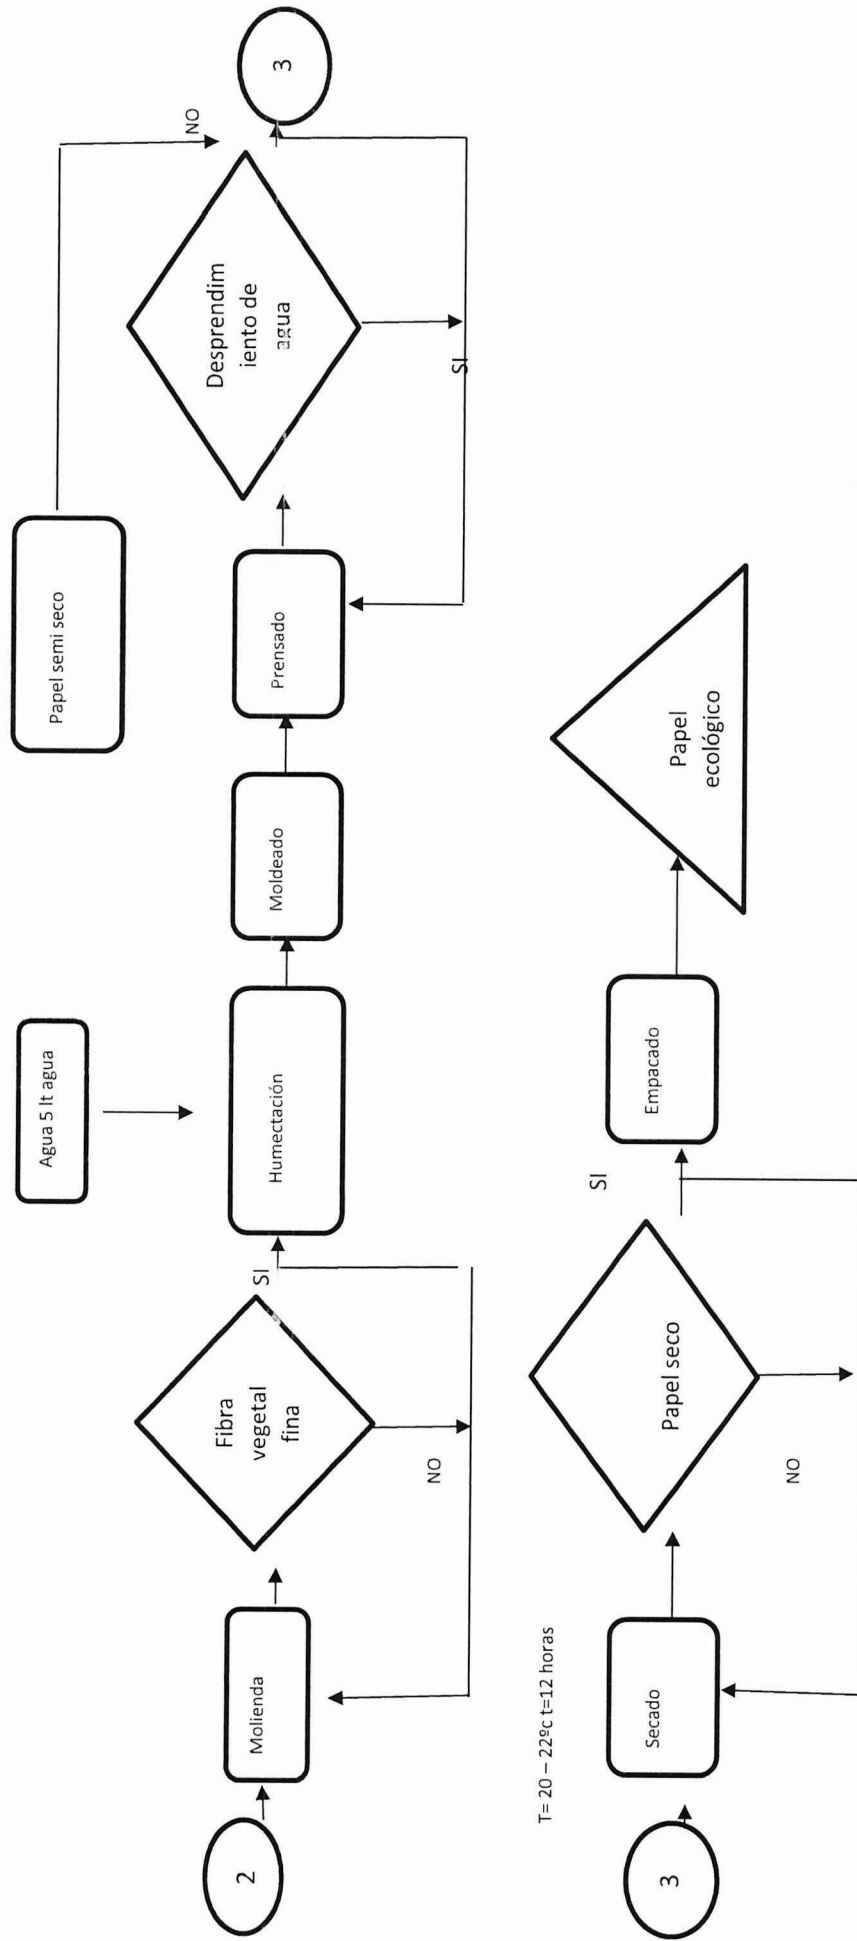 Agua 5 lt agua
Papel semi seco
2
Molienda
Fibra
vegetal
fina
NO
SI
Humectación
Moldeado
Prensado
Desprendim
iento de
agua
NO
SI
3
T= 20 – 22ºc t=12 horas
3
Secado
Papel seco
NO
SI
Empacado
Papel
ecológico